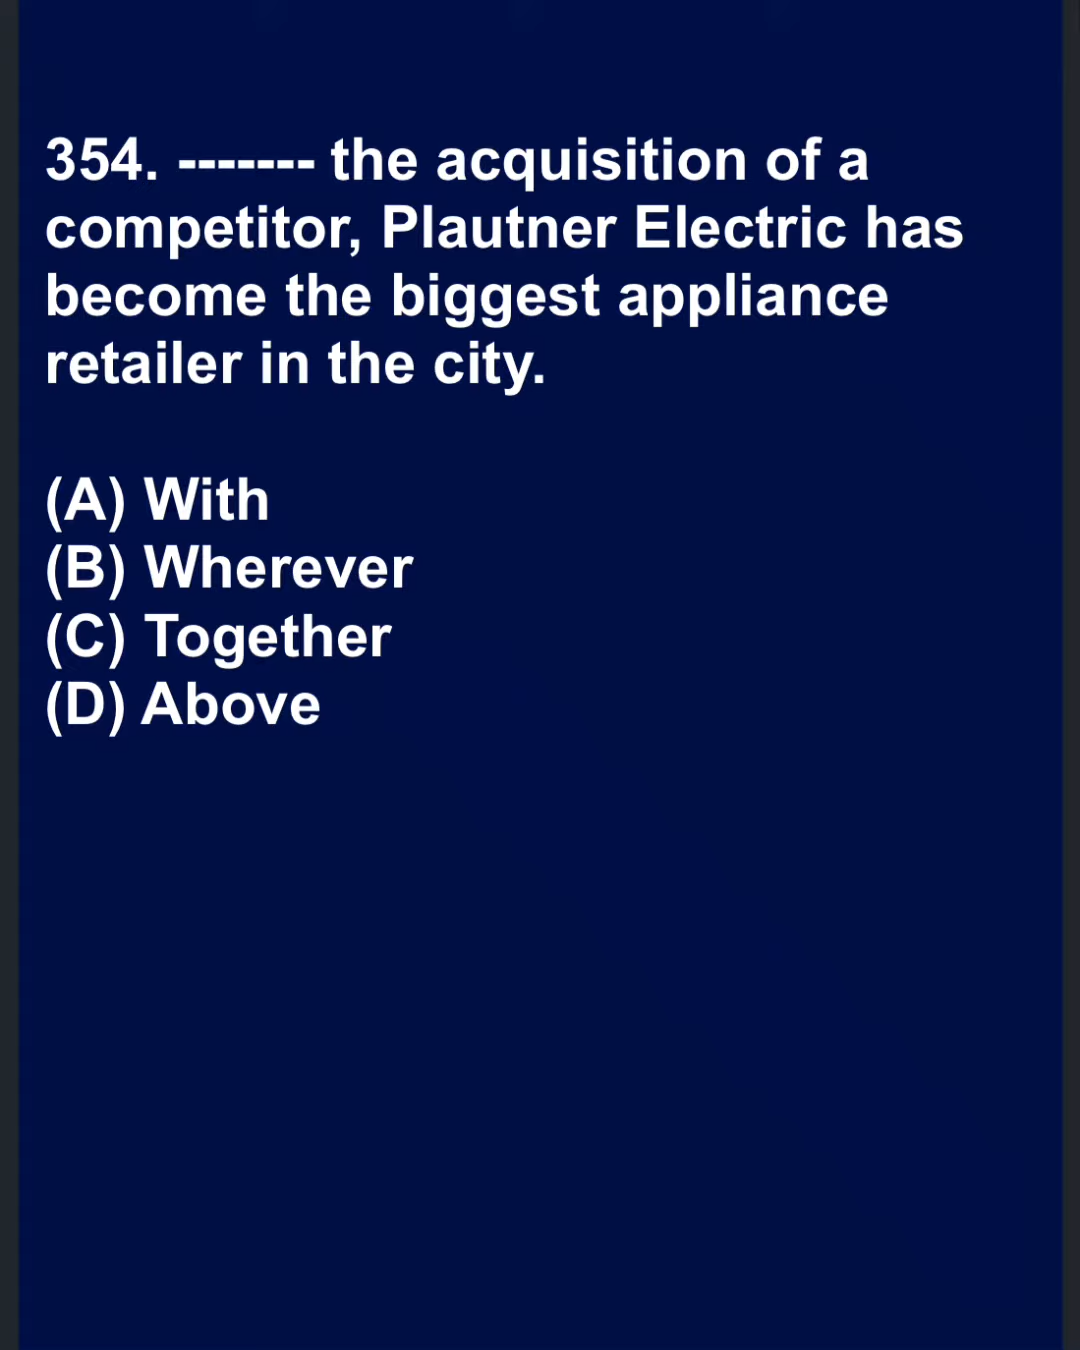 354. ------- the acquisition of a
competitor, Plautner Electric has
become the biggest appliance
retailer in the city.
(A) With
(B) Wherever
(C) Together
(D) Above